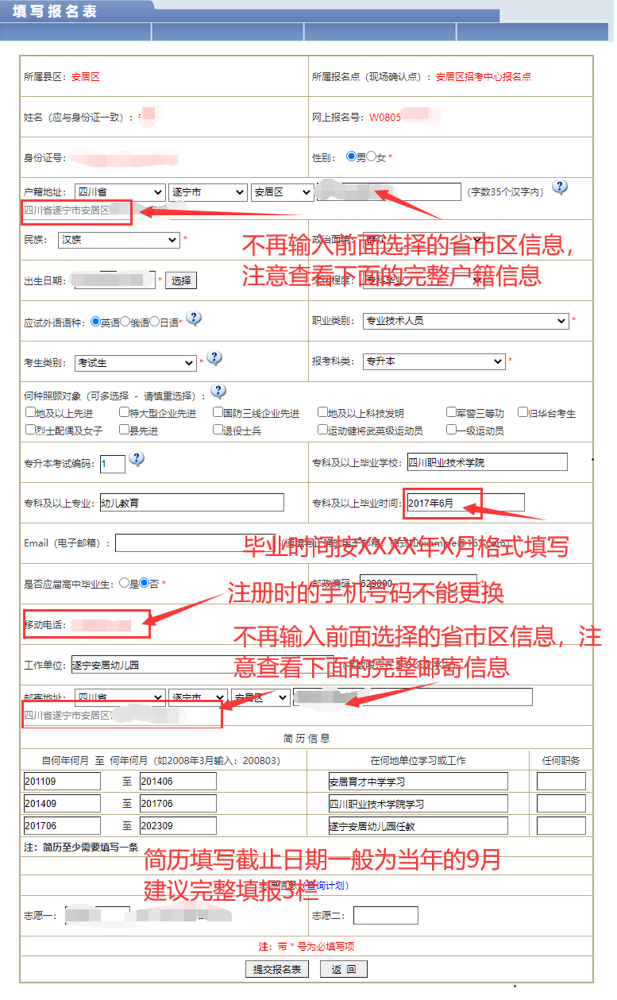 填写报名表
所属县区：安居区 所属报名点（现场确认点）：安居区招考中心报名点
姓名（应与身份证一致）： 网上报名号：W0805
身份证号： 性别：男女 *
户籍地址：四川省 遂宁市 安居区 （字数35个汉字内）
四川省遂宁市安居区
民族：汉族 * 政治面貌：群众
不再输入前面选择的省市区信息，
注意查看下面的完整户籍信息
出生日期： * 选择 文化程度：专科毕业
应试外语语种：英语俄语日语* 职业类别：专业技术人员 *
考生类别：考试生 * 报考科类：专升本 *
何种照顾对象（可多选择 - 请慎重选择）：
地及以上先进 特大型企业先进 国防三线企业先进 地及以上科技发明 军警三等功 归华台考生
烈士配偶及女子 县先进 退役士兵 运动健将武英级运动员 一级运动员
专升本考试编码：1 专科及以上毕业学校：四川职业技术学院
专科及以上专业：幼儿教育 专科及以上毕业时间：2017年6月
Email（电子邮箱）：
毕业时间按XXXX年X月格式填写
是否应届高中毕业生：是否 * 邮政编码：629000 *
注册时的手机号码不能更换
移动电话：
不再输入前面选择的省市区信息，注
意查看下面的完整邮寄信息
工作单位：遂宁安居幼儿园
邮寄地址：四川省 遂宁市 安居区
四川省遂宁市安居区
简历信息
自何年何月 至 何年何月（如2008年3月输入：200803） 在何地单位学习或工作 任何职务
201109 至 201406 安居育才中学学习
201409 至 201706 四川职业技术学院学习
201706 至 202309 遂宁安居幼儿园任教
注：简历至少需要填写一条
简历填写截止日期一般为当年的9月
建议完整填报3栏
志愿信息（查询计划）
志愿一： 志愿二：
注：带 * 号为必填写项
提交报名表 返 回